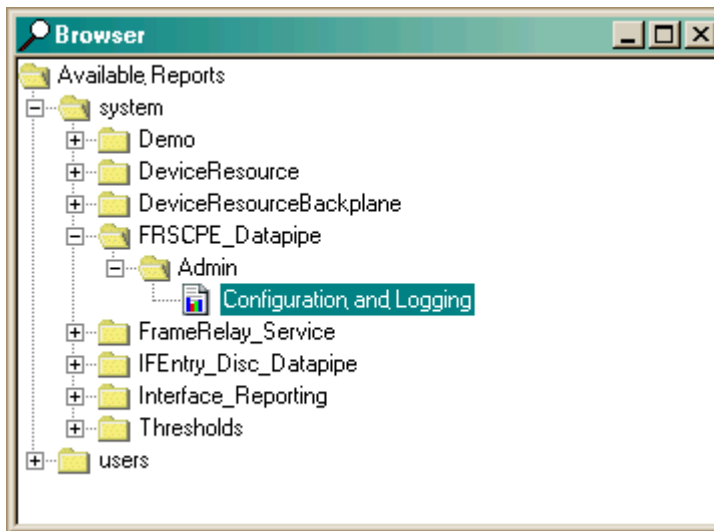 Browser
Available Reports
system
Demo
DeviceResource
DeviceResourceBackplane
FRSCPE_Datapipe
Admin
Configuration and Logging
FrameRelay_Service
IFEntry_Disc_Datapipe
Interface_Reporting
Thresholds
users